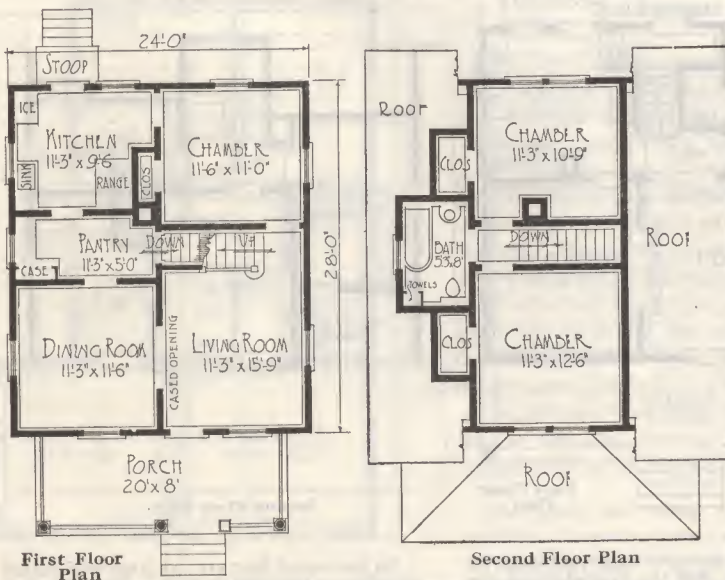 24'-0"
STOOP
ICE
KITCHEN
11'-3" x 9'-6
SINK
RANGE
CLOS
CHAMBER
11'-6" x 11'-0"
PANTRY
11'-3" x 5'-0"
CASE
DOWN
UP
28'-0"
DINING ROOM
11'-3" x 11'-6"
CASED OPENING
LIVING ROOM
11'-3" x 15'-9"
PORCH
20' x 8'
First Floor
Plan
ROOF
CHAMBER
11'-3" x 10'-9"
CLOS
BATH
5'3" x 8'
TOWELS
DOWN
ROOF
CLOS
CHAMBER
11'-3" x 12'-6"
ROOF
Second Floor Plan